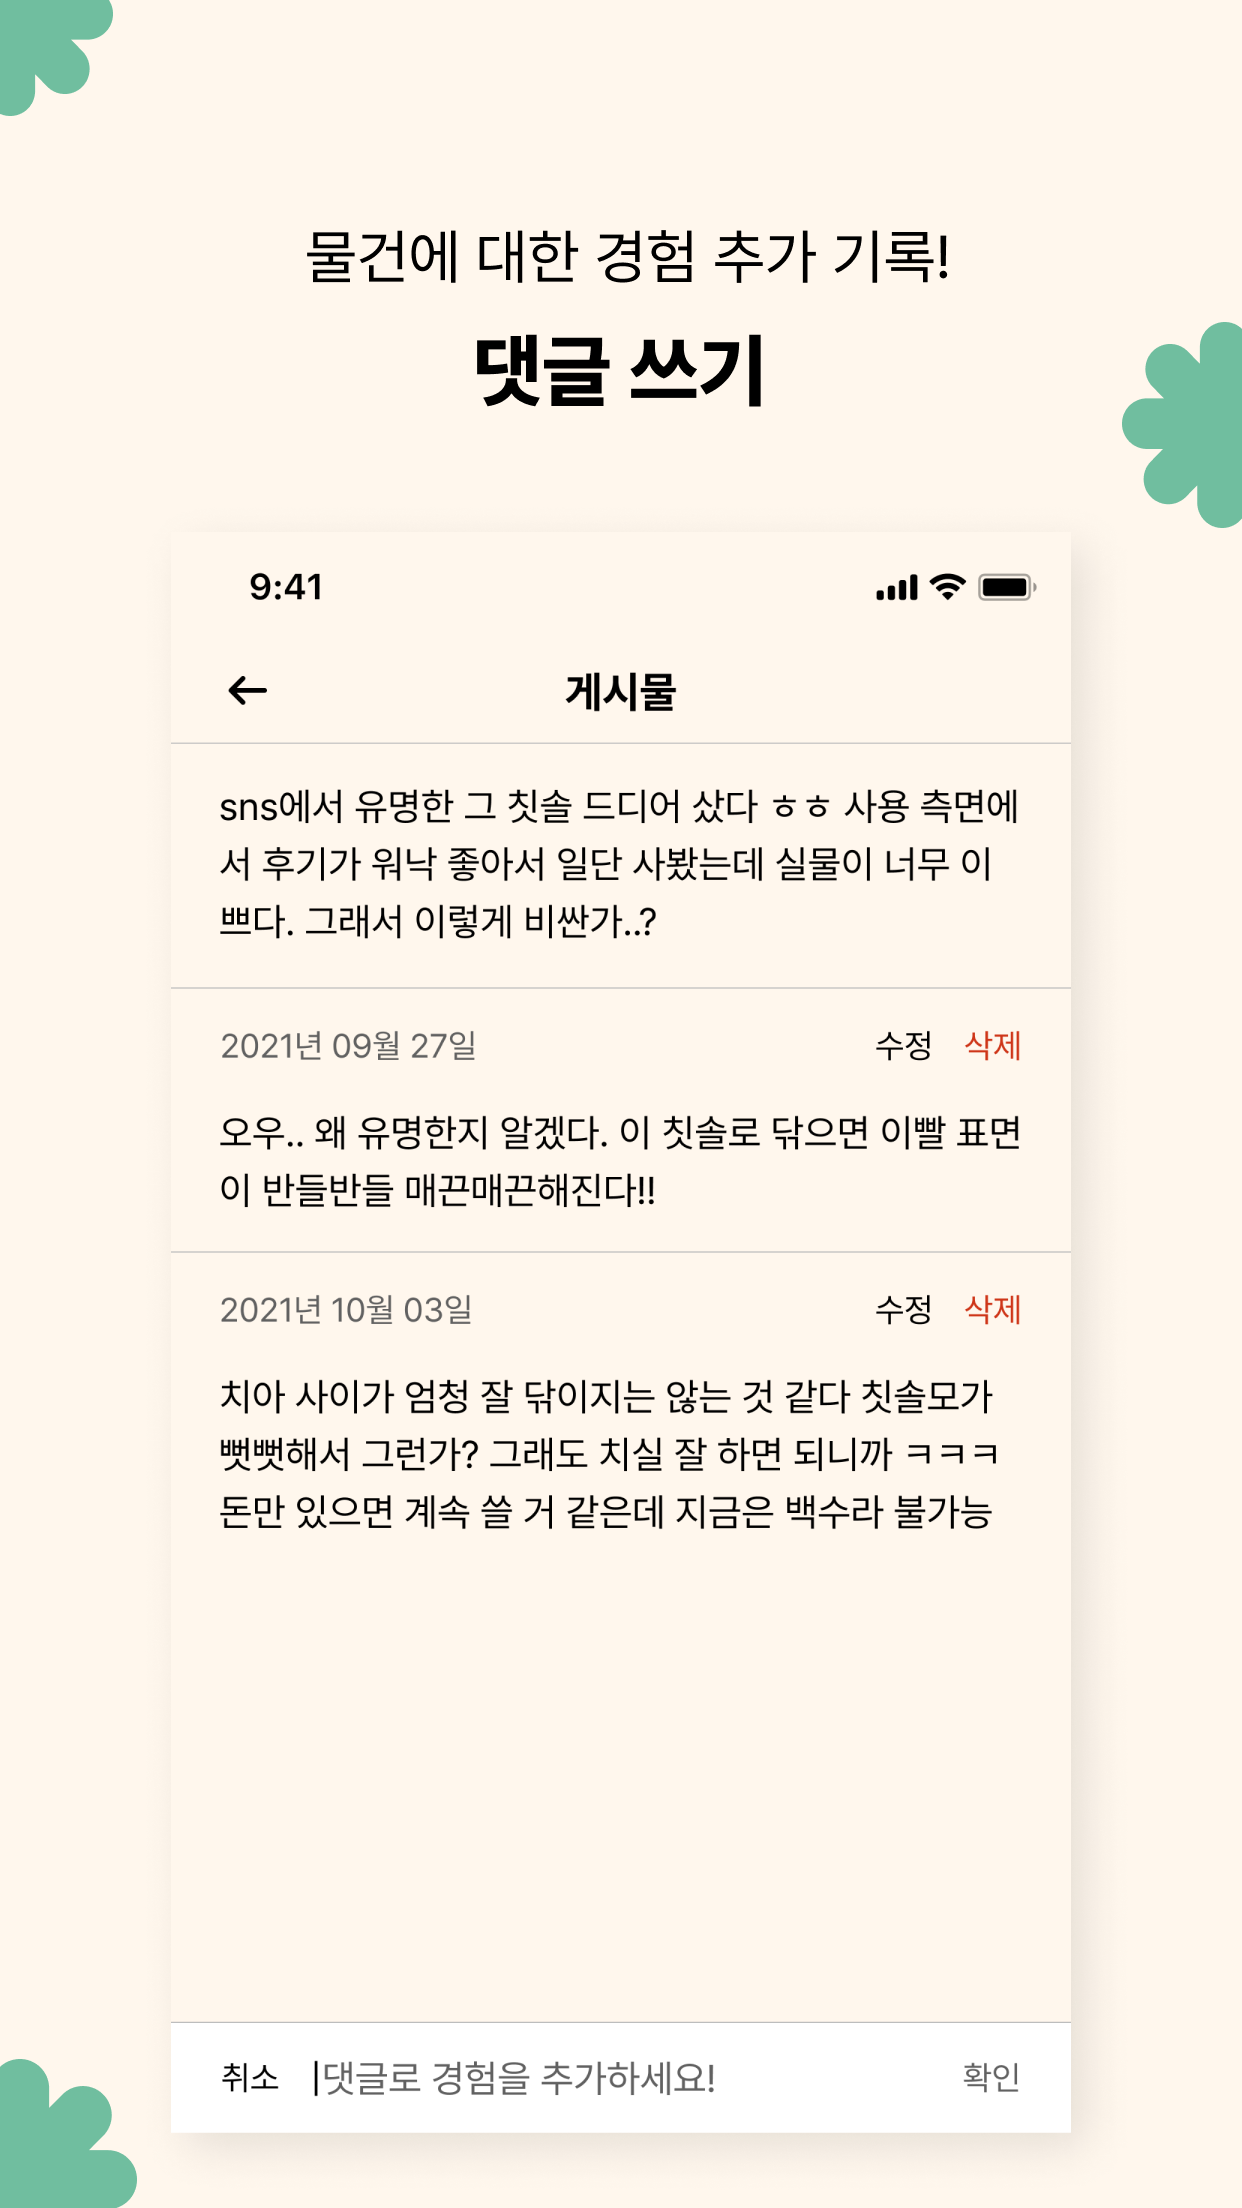 물건에 대한 경험 추가 기록!
댓글 쓰기
9:41
게시물
sns에서 유명한 그 칫솔 드디어 샀다 ㅎㅎ 사용 측면에
서 후기가 워낙 좋아서 일단 사봤는데 실물이 너무 이
쁘다. 그래서 이렇게 비싼가..?
2021년 09월 27일 수정 삭제
오우.. 왜 유명한지 알겠다. 이 칫솔로 닦으면 이빨 표면
이 반들반들 매끈매끈해진다!!
2021년 10월 03일 수정 삭제
치아 사이가 엄청 잘 닦이지는 않는 것 같다 칫솔모가
뻣뻣해서 그런가? 그래도 치실 잘 하면 되니까 ㅋㅋㅋ
돈만 있으면 계속 쓸 거 같은데 지금은 백수라 불가능
취소 댓글로 경험을 추가하세요! 확인